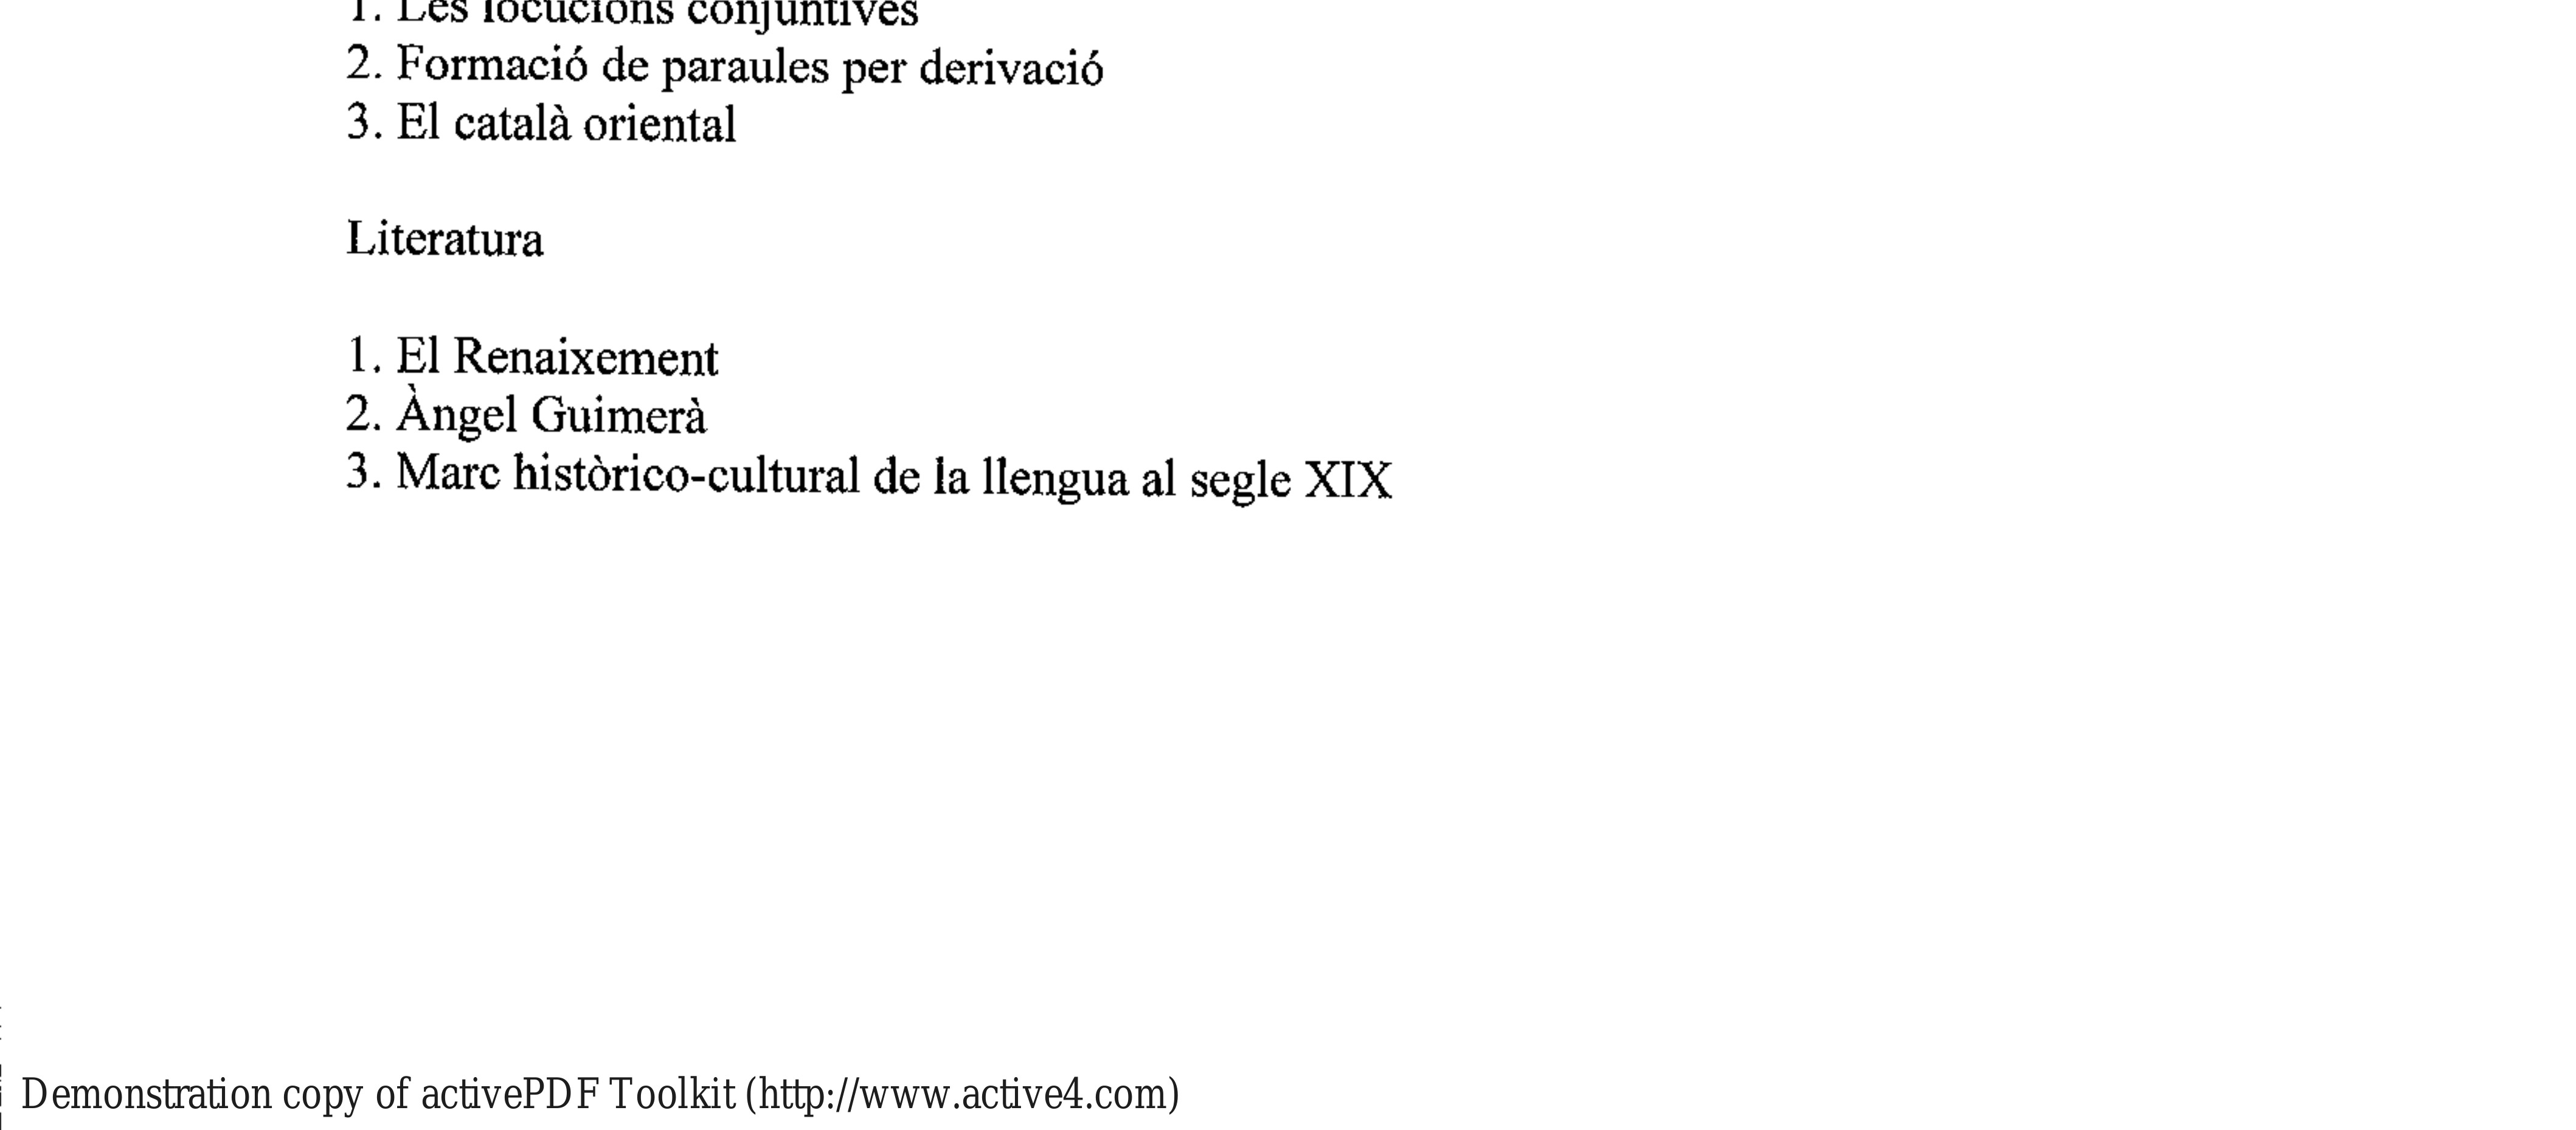 1. Les locucions conjuntives
2. Formació de paraules per derivació
3. El català oriental
Literatura
1. El Renaixement
2. Àngel Guimerà
3. Marc històrico-cultural de la llengua al segle XIX
Demonstration copy of activePDF Toolkit (http://www.active4.com)